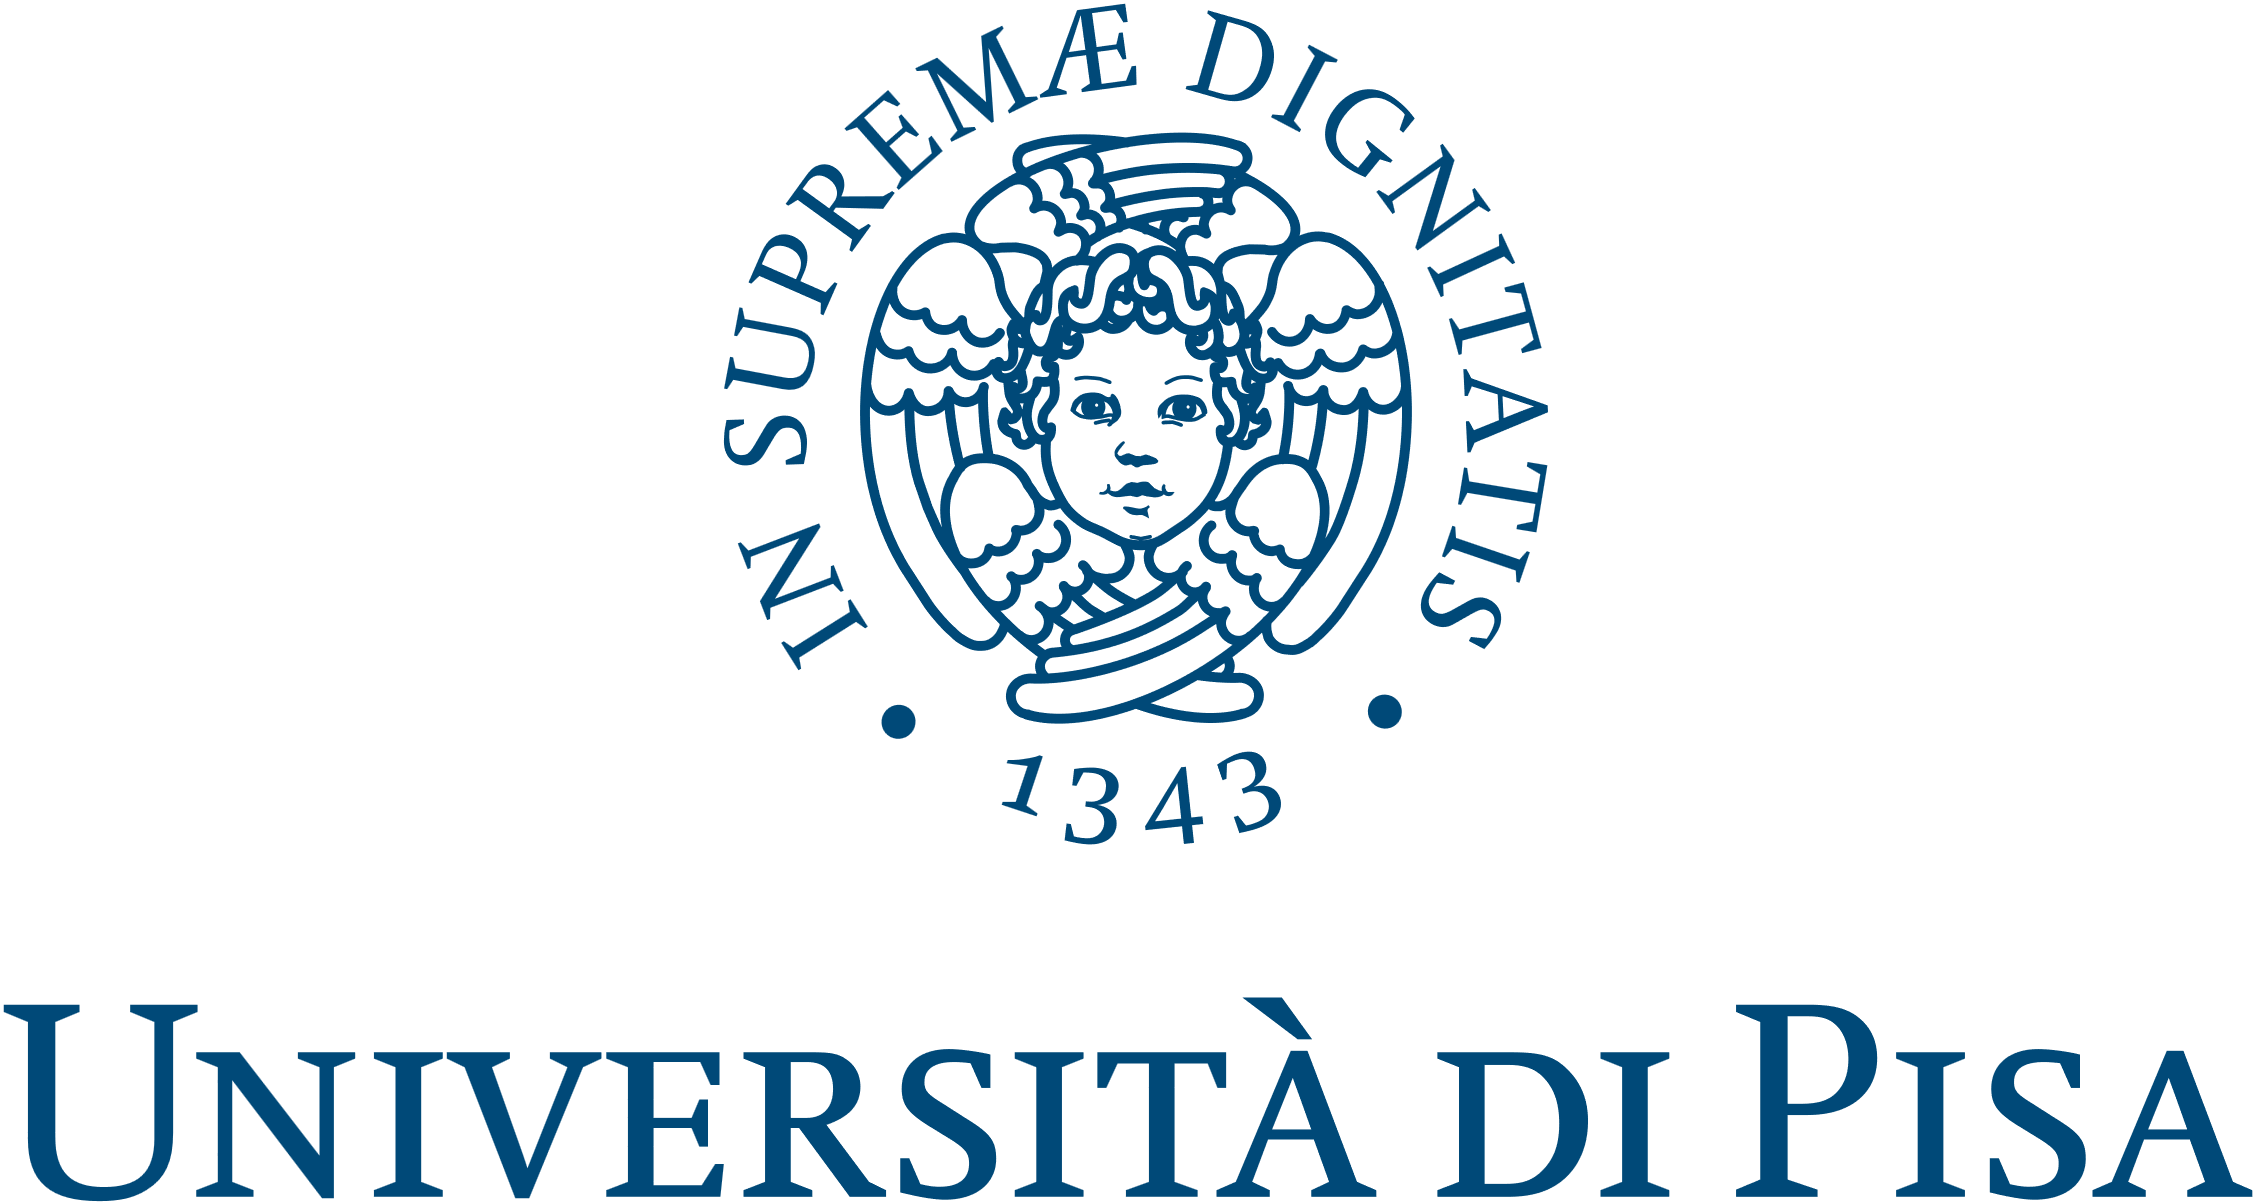 IN SUPREMÆ DIGNITATIS
1343
UNIVERSITÀ DI PISA